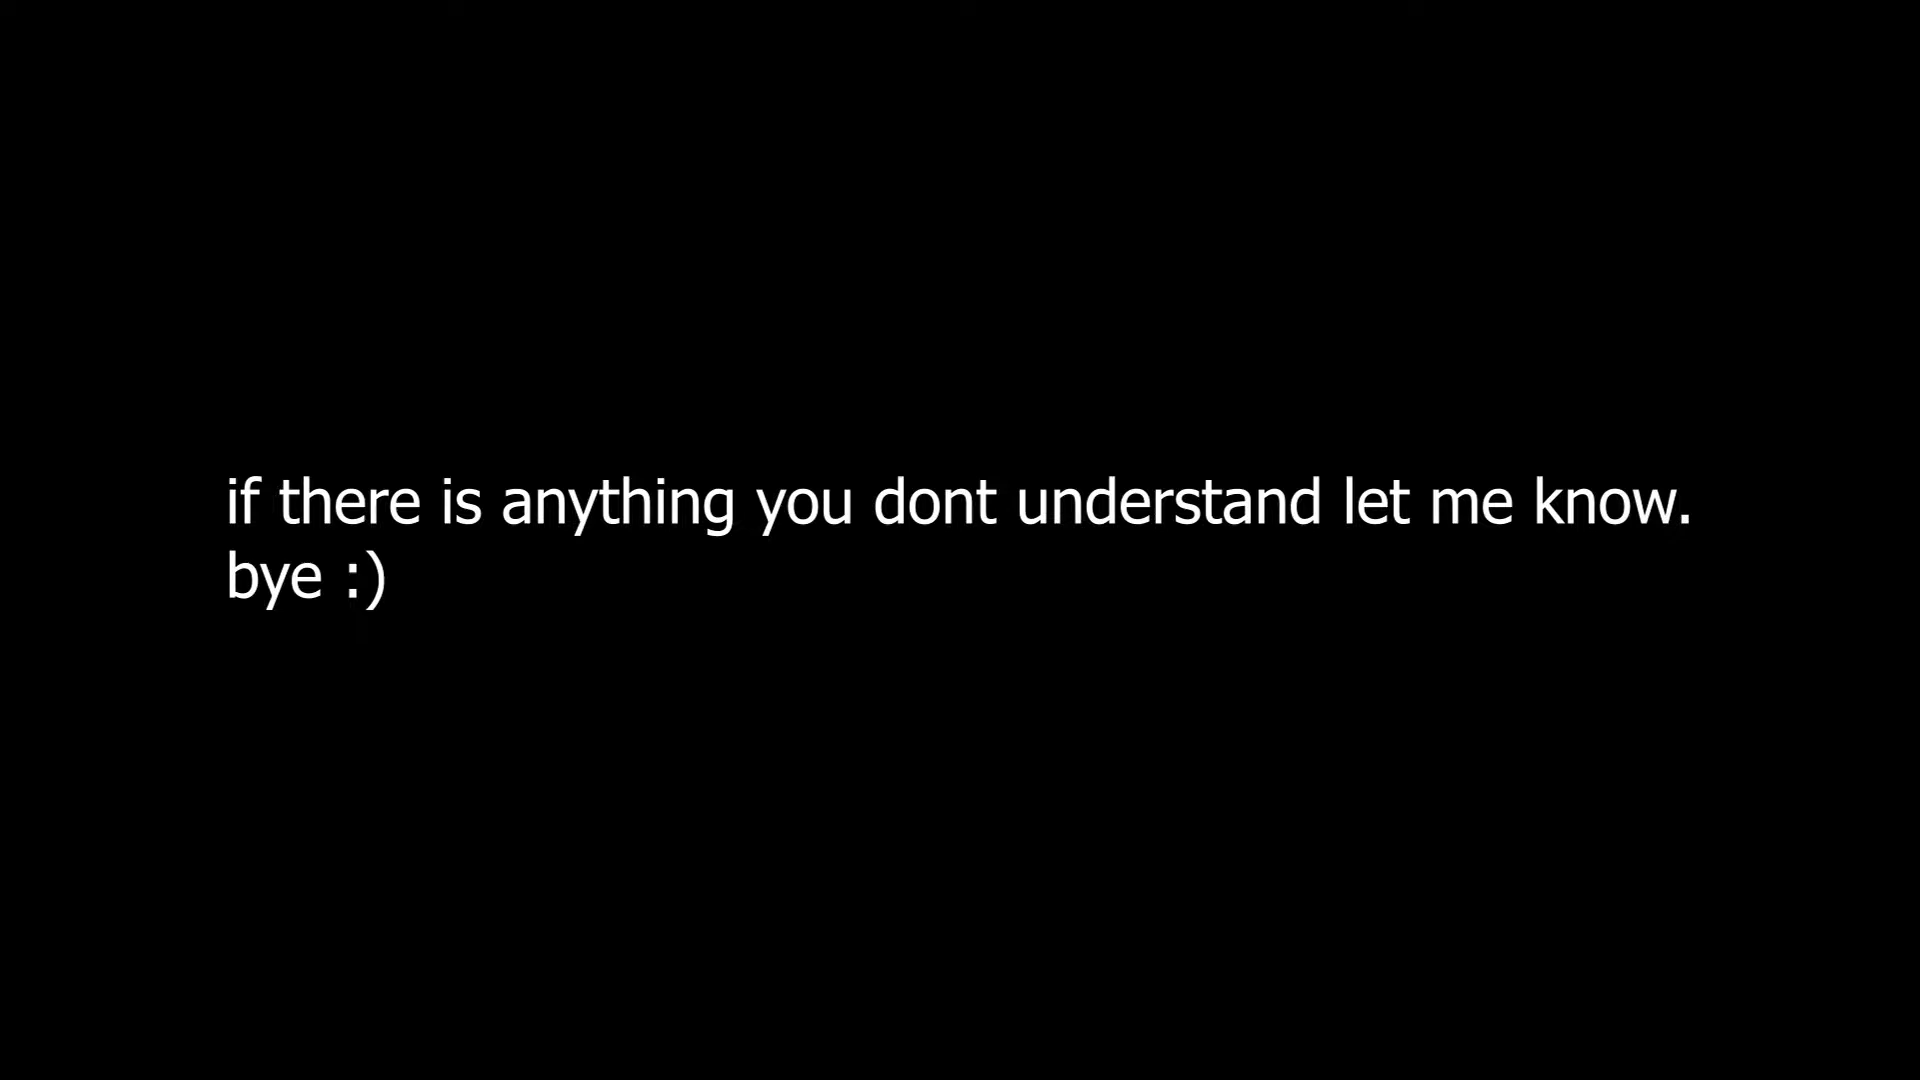 if there is anything you dont understand let me know.
bye :)